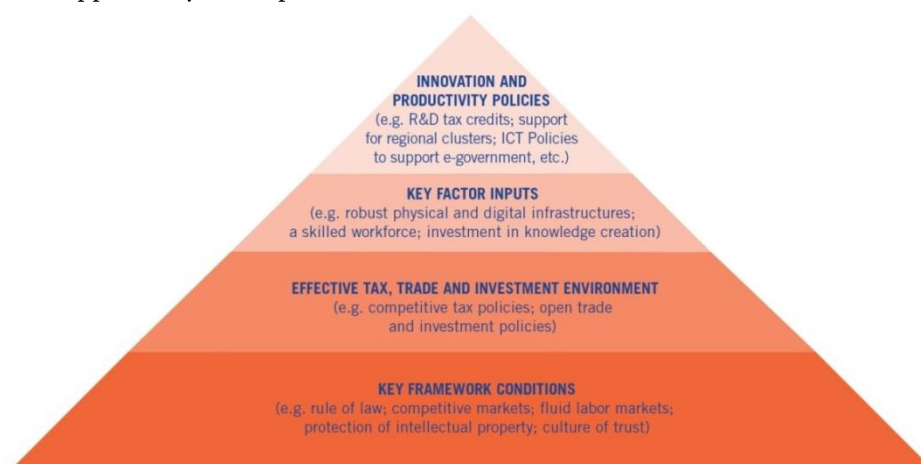 INNOVATION AND
PRODUCTIVITY POLICIES
(e.g. R&D tax credits; support
for regional clusters; ICT Policies
to support e-government, etc.)
KEY FACTOR INPUTS
(e.g. robust physical and digital infrastructures;
a skilled workforce; investment in knowledge creation)
EFFECTIVE TAX, TRADE AND INVESTMENT ENVIRONMENT
(e.g. competitive tax policies; open trade
and investment policies)
KEY FRAMEWORK CONDITIONS
(e.g. rule of law; competitive markets; fluid labor markets;
protection of intellectual property; culture of trust)